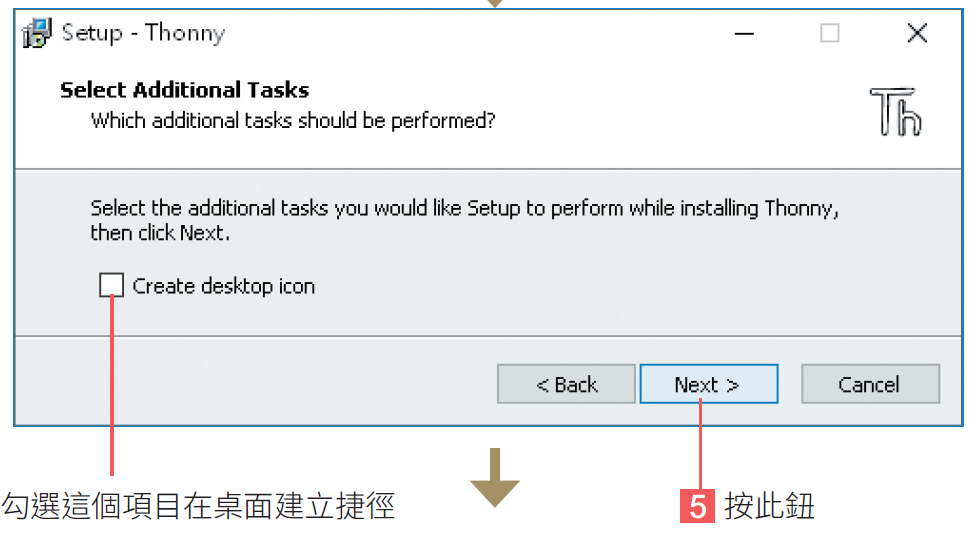 Setup - Thonny
Select Additional Tasks
Which additional tasks should be performed?
Th
Select the additional tasks you would like Setup to perform while installing Thonny,
then click Next.
Create desktop icon
< Back
Next >
Cancel
勾選這個項目在桌面建立捷徑
5 按此鈕